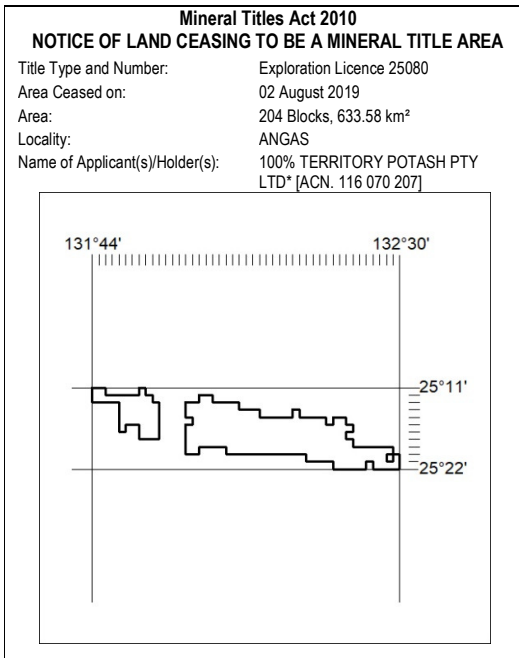 Mineral Titles Act 2010
NOTICE OF LAND CEASING TO BE A MINERAL TITLE AREA
Title Type and Number: Exploration Licence 25080
Area Ceased on: 02 August 2019
Area: 204 Blocks, 633.58 km²
Locality: ANGAS
Name of Applicant(s)/Holder(s): 100% TERRITORY POTASH PTY
LTD* [ACN. 116 070 207]
131°44' 132°30'
25°11'
25°22'